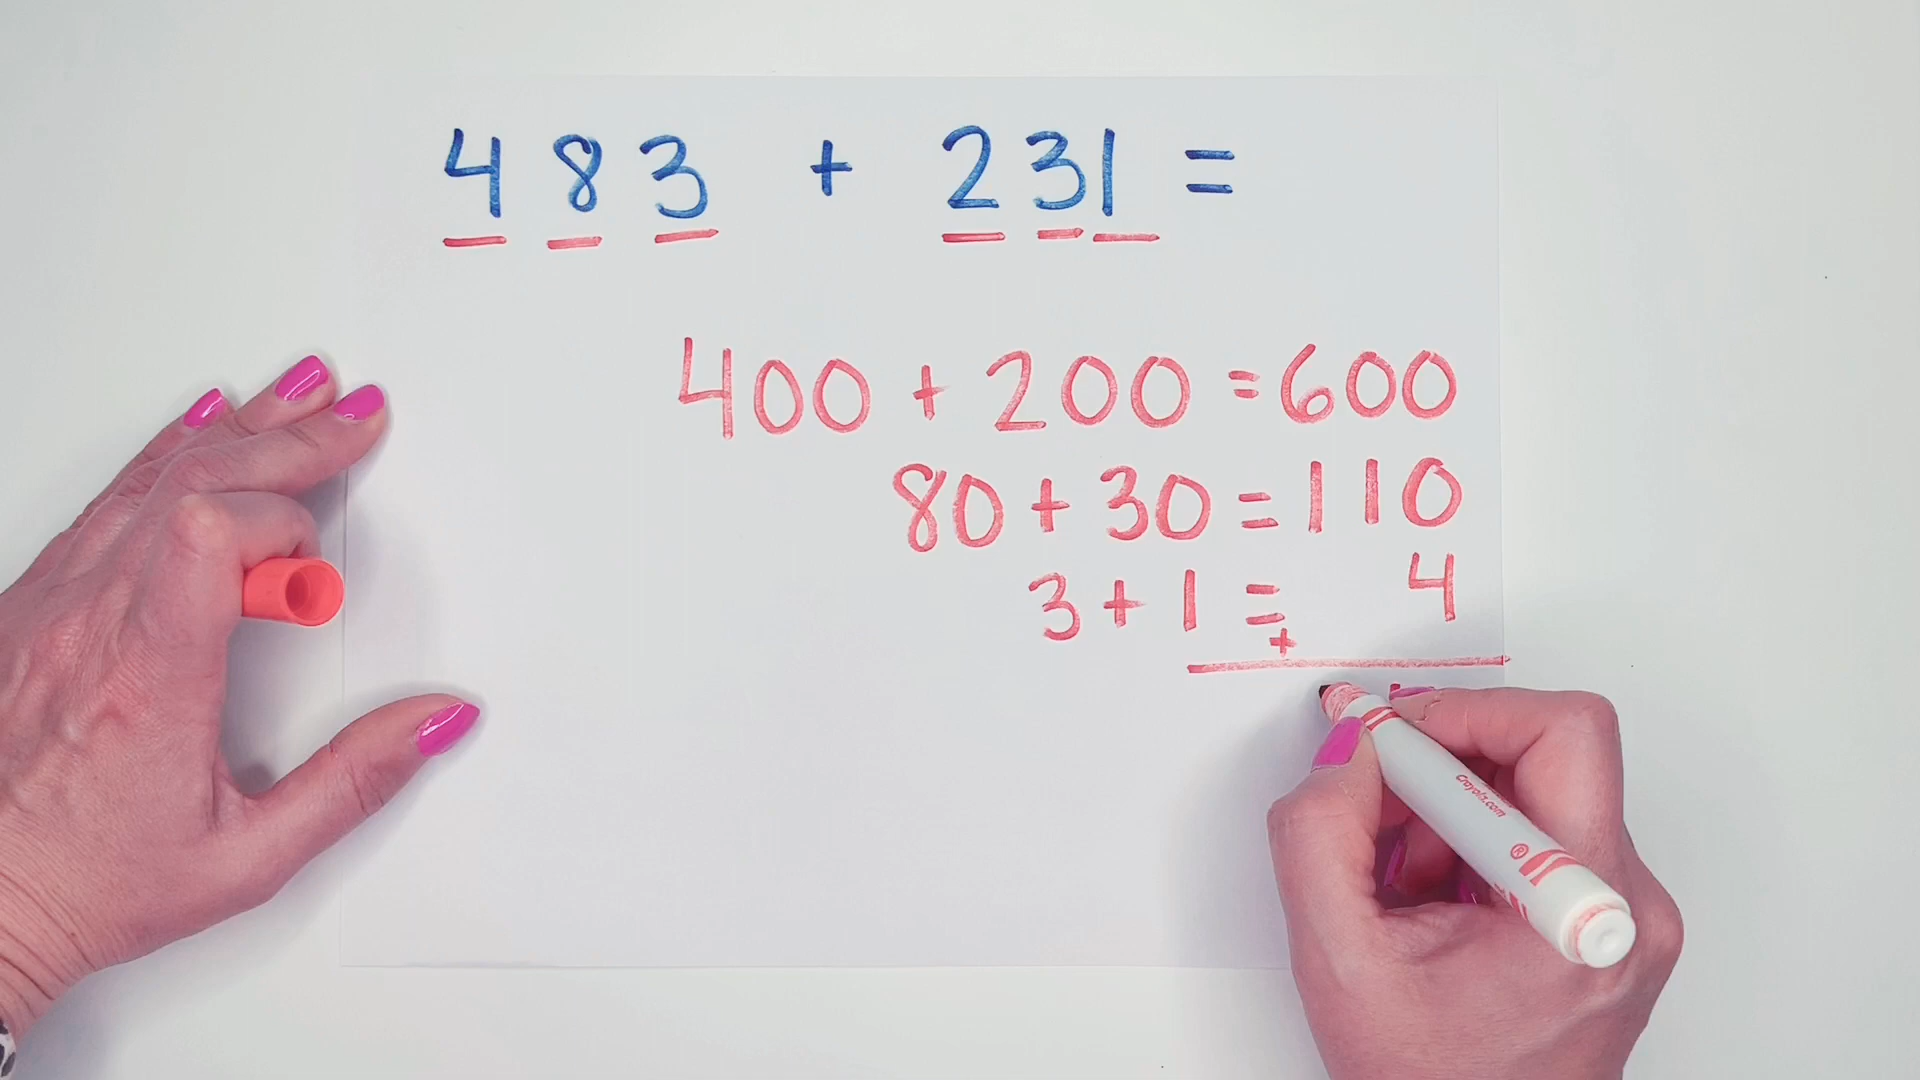 483 + 231 =
400 + 200 = 600
80 + 30 = 110
3 + 1 = 4
+
Crayola.com
®